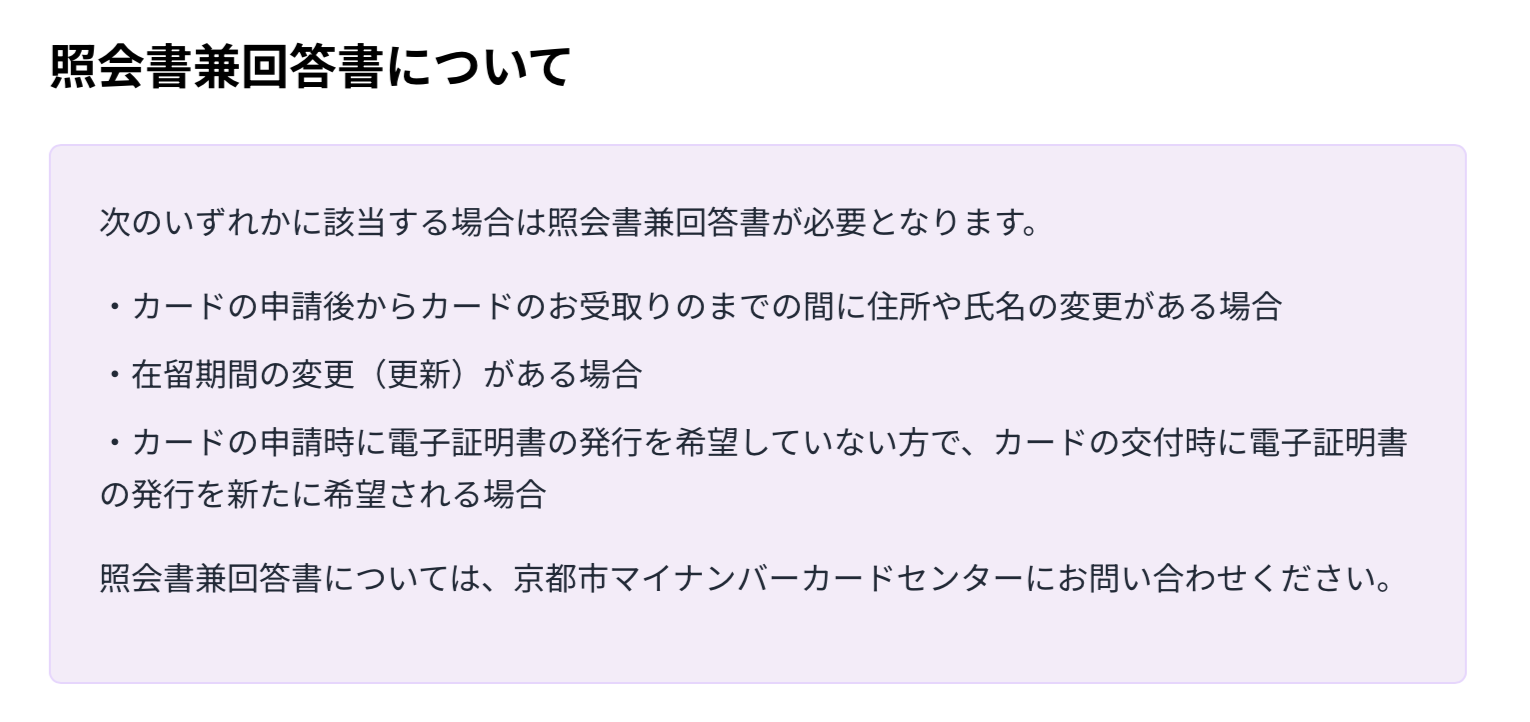 照会書兼回答書について
次のいずれかに該当する場合は照会書兼回答書が必要となります。
・カードの申請後からカードのお受取りのまでの間に住所や氏名の変更がある場合
・在留期間の変更（更新）がある場合
・カードの申請時に電子証明書の発行を希望していない方で、カードの交付時に電子証明書
の発行を新たに希望される場合
照会書兼回答書については、京都市マイナンバーカードセンターにお問い合わせください。